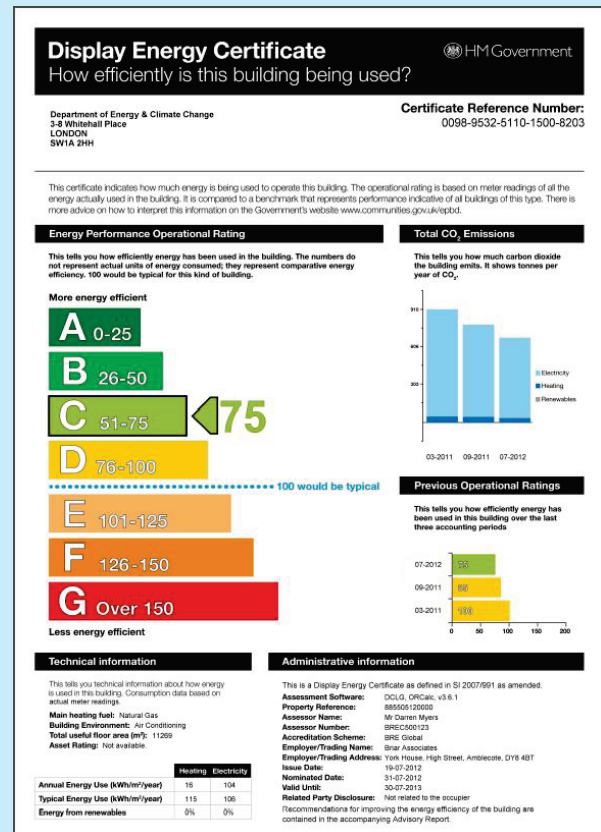 Display Energy Certificate
How efficiently is this building being used?
HM Government
Department of Energy & Climate Change
3-8 Whitehall Place
LONDON
SW1A 2HH
Certificate Reference Number:
0098-9532-5110-1500-8203
This certificate indicates how much energy is being used to operate this building. The operational rating is based on meter readings of all the
energy actually used in the building. It is compared to a benchmark that represents performance indicative of all buildings of this type. There is
more advice on how to interpret this information on the Government's website www.communities.gov.uk/epbd.
Energy Performance Operational Rating
This tells you how efficiently energy has been used in the building. The numbers do
not represent actual units of energy consumed; they represent comparative energy
efficiency. 100 would be typical for this kind of building.
More energy efficient
A 0-25
B 26-50
C 51-75
75
D 76-100
100 would be typical
E 101-125
F 126-150
G Over 150
Less energy efficient
Total CO₂ Emissions
This tells you how much carbon dioxide
the building emits. It shows tonnes per
year of CO₂.
Electricity
Heating
Renewables
03-2011 09-2011 07-2012
Previous Operational Ratings
This tells you how efficiently energy has
been used in this building over the last
three accounting periods
07-2012 75
09-2011
03-2011 100
0 50 100 150 200
Technical information
This tells you technical information about how energy
is used in this building. Consumption data based on
actual meter readings.
Main heating fuel: Natural Gas
Building Environment: Air Conditioning
Total useful floor area (m²): 11269
Asset Rating: Not available.
Heating Electricity
Annual Energy Use (kWh/m²/year) 16 104
Typical Energy Use (kWh/m²/year) 115 106
Energy from renewables 0% 0%
Administrative information
This is a Display Energy Certificate as defined in SI 2007/991 as amended.
Assessment Software: DCLG, ORCalc, v3.6.1
Property Reference: 885505120000
Assessor Name: Mr Darren Myers
Assessor Number: BREC500123
Accreditation Scheme: BRE Global
Employer/Trading Name: Briar Associates
Employer/Trading Address: York House, High Street, Amblecote, DY8 4BT
Issue Date: 19-07-2012
Nominated Date: 31-07-2012
Valid Until: 30-07-2013
Related Party Disclosure: Not related to the occupier
Recommendations for improving the energy efficiency of the building are
contained in the accompanying Advisory Report.